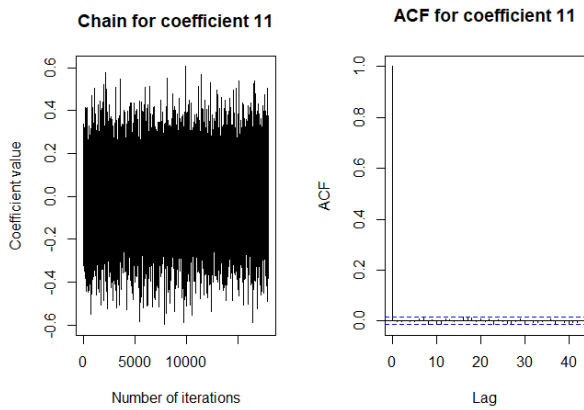 Chain for coefficient 11
Coefficient value
0.6
0.4
0.2
0.0
-0.2
-0.4
-0.6
0 5000 10000
Number of iterations
ACF for coefficient 11
ACF
1.0
0.8
0.6
0.4
0.2
0.0
0 10 20 30 40
Lag